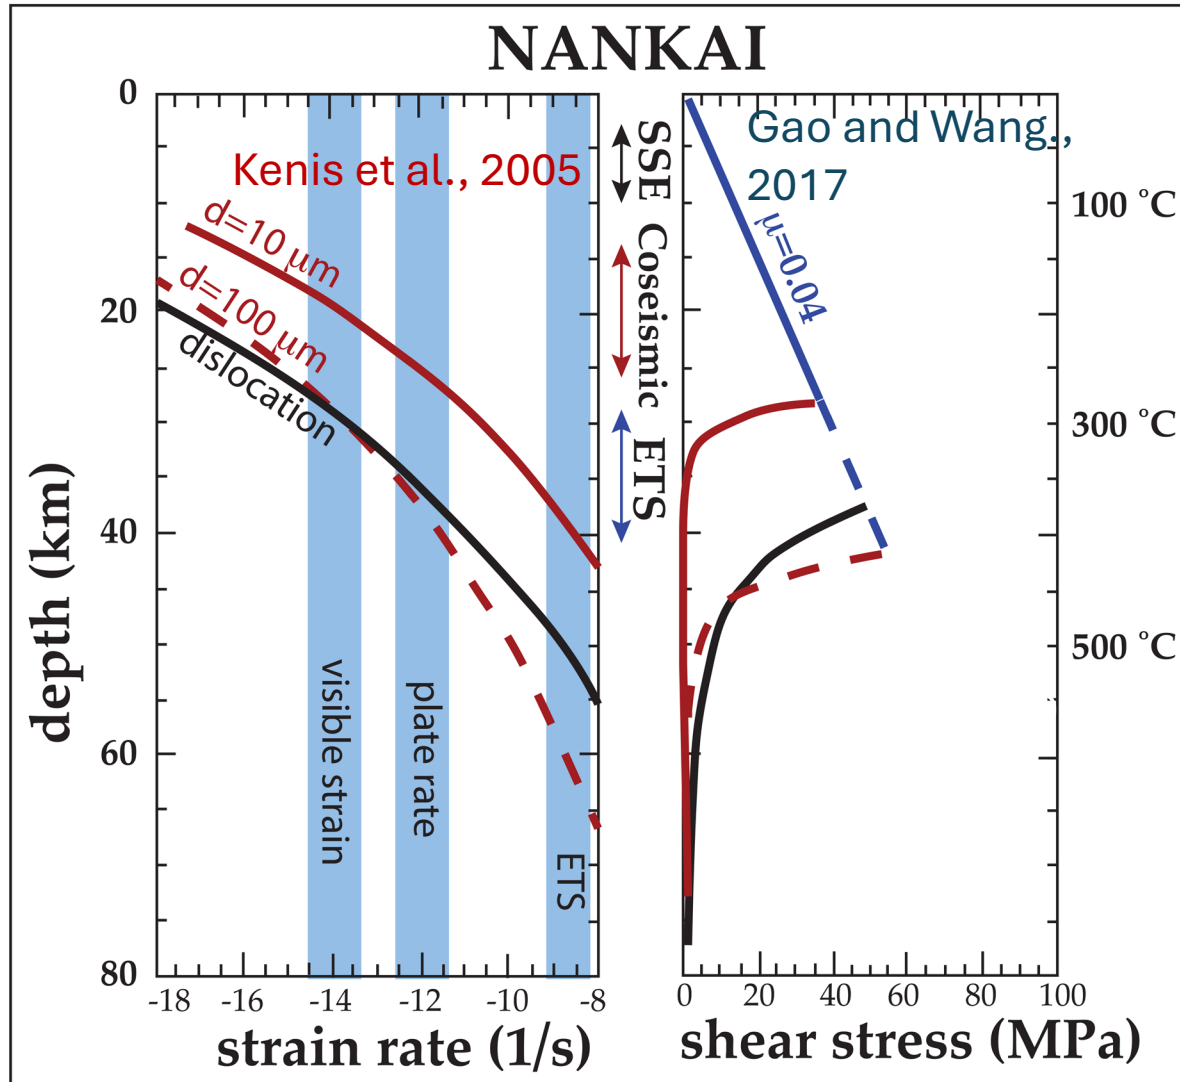 NANKAI
0
20
40
60
80
depth (km)
Kenis et al., 2005
d=10 μm
d=100 μm
dislocation
visible strain
plate rate
ETS
-18
-16
-14
-12
-10
-8
strain rate (1/s)
SSE
Coseismic
ETS
Gao and Wang.,
2017
μ=0.04
100 °C
300 °C
500 °C
0
20
40
60
80
100
shear stress (MPa)